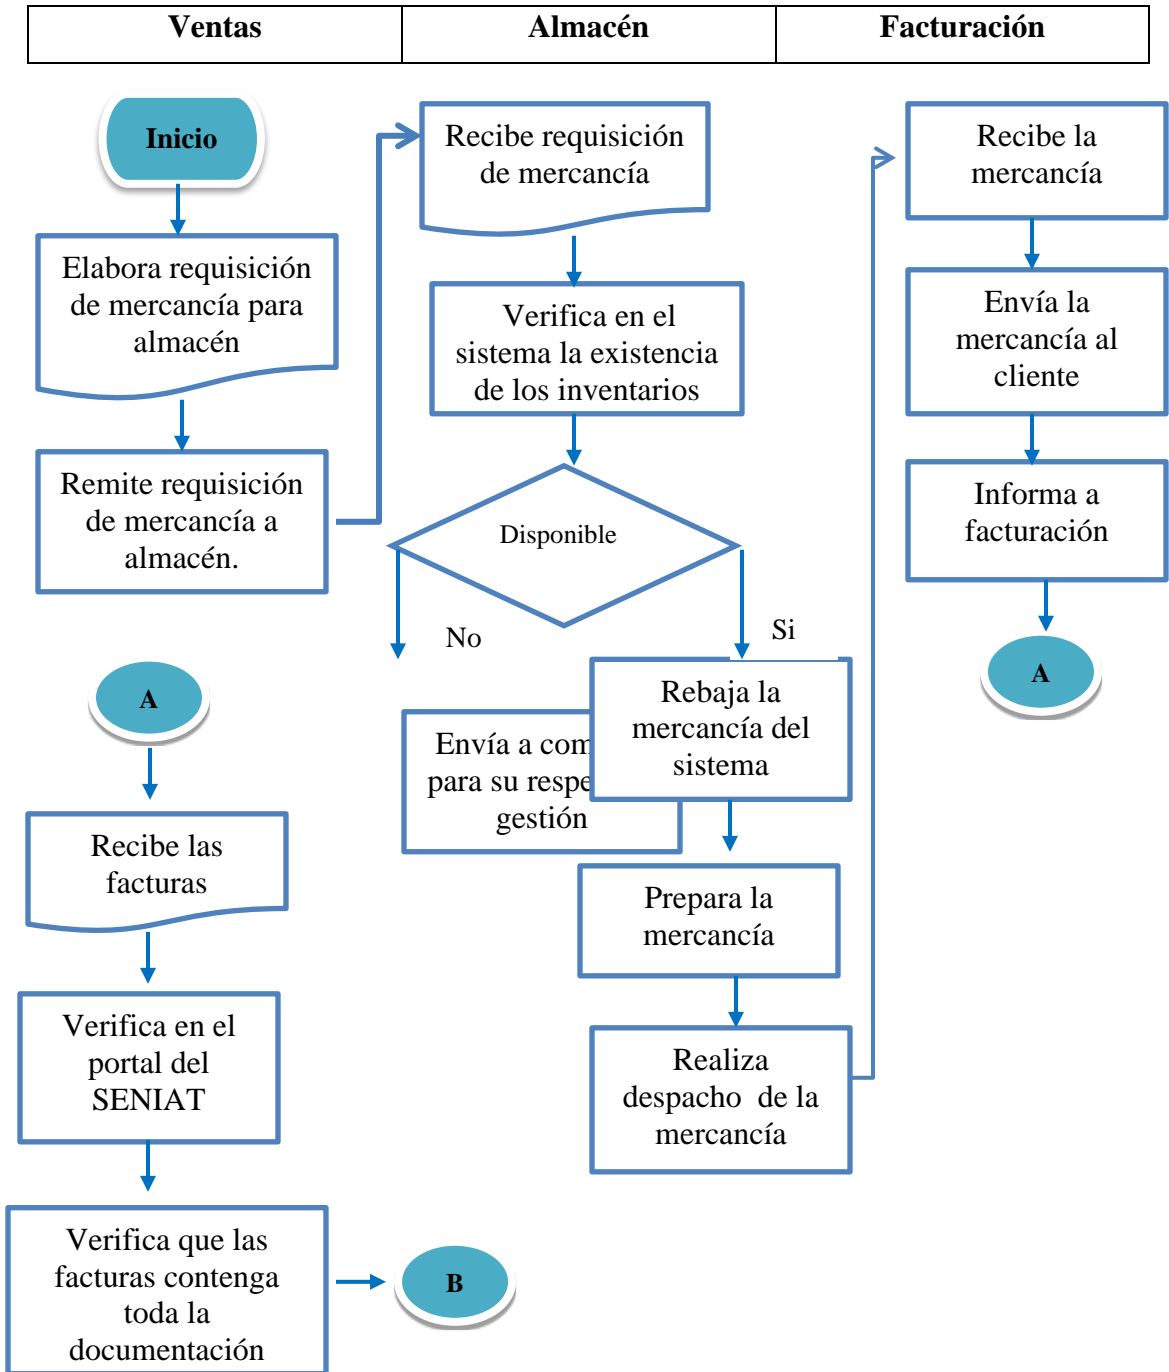 Ventas
Almacén
Facturación
Inicio
Elabora requisición
de mercancía para
almacén
Remite requisición
de mercancía a
almacén.
A
Recibe las
facturas
Verifica en el
portal del
SENIAT
Verifica que las
facturas contenga
toda la
documentación
B
Recibe requisición
de mercancía
Verifica en el
sistema la existencia
de los inventarios
Disponible
No
Si
Envía a
para su
gestión
Rebaja la
mercancía del
sistema
Prepara la
mercancía
Realiza
despacho de la
mercancía
Recibe la
mercancía
Envía la
mercancía al
cliente
Informa a
facturación
A